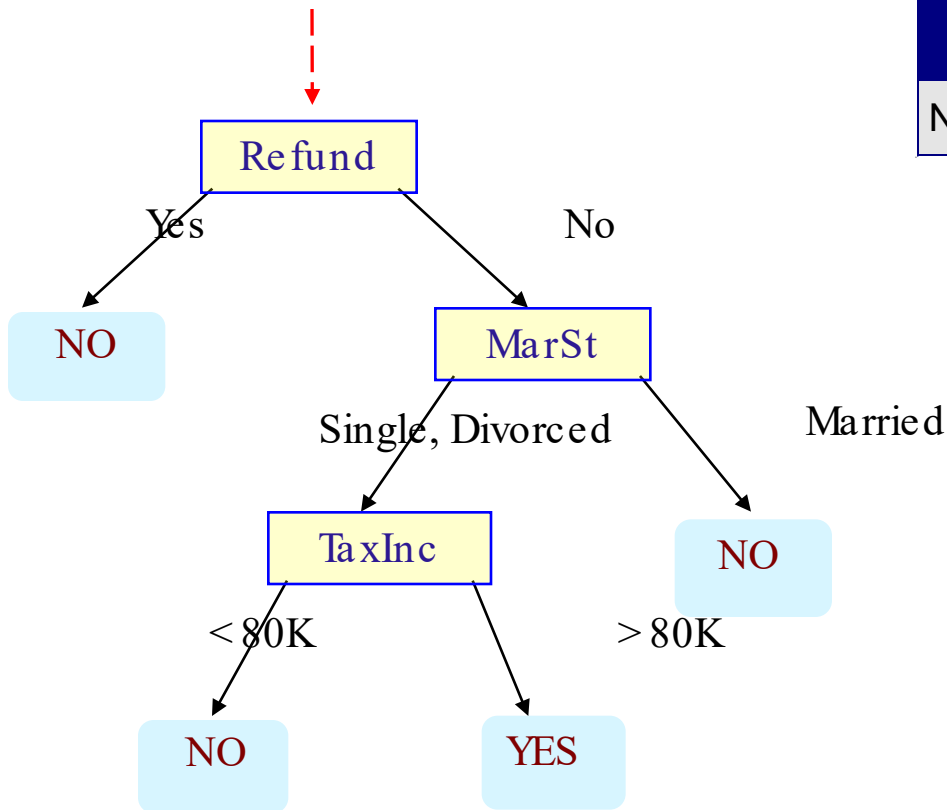 Refund
Yes
No
NO
MarSt
Single, Divorced
Married
TaxInc
NO
< 80K
> 80K
NO
YES